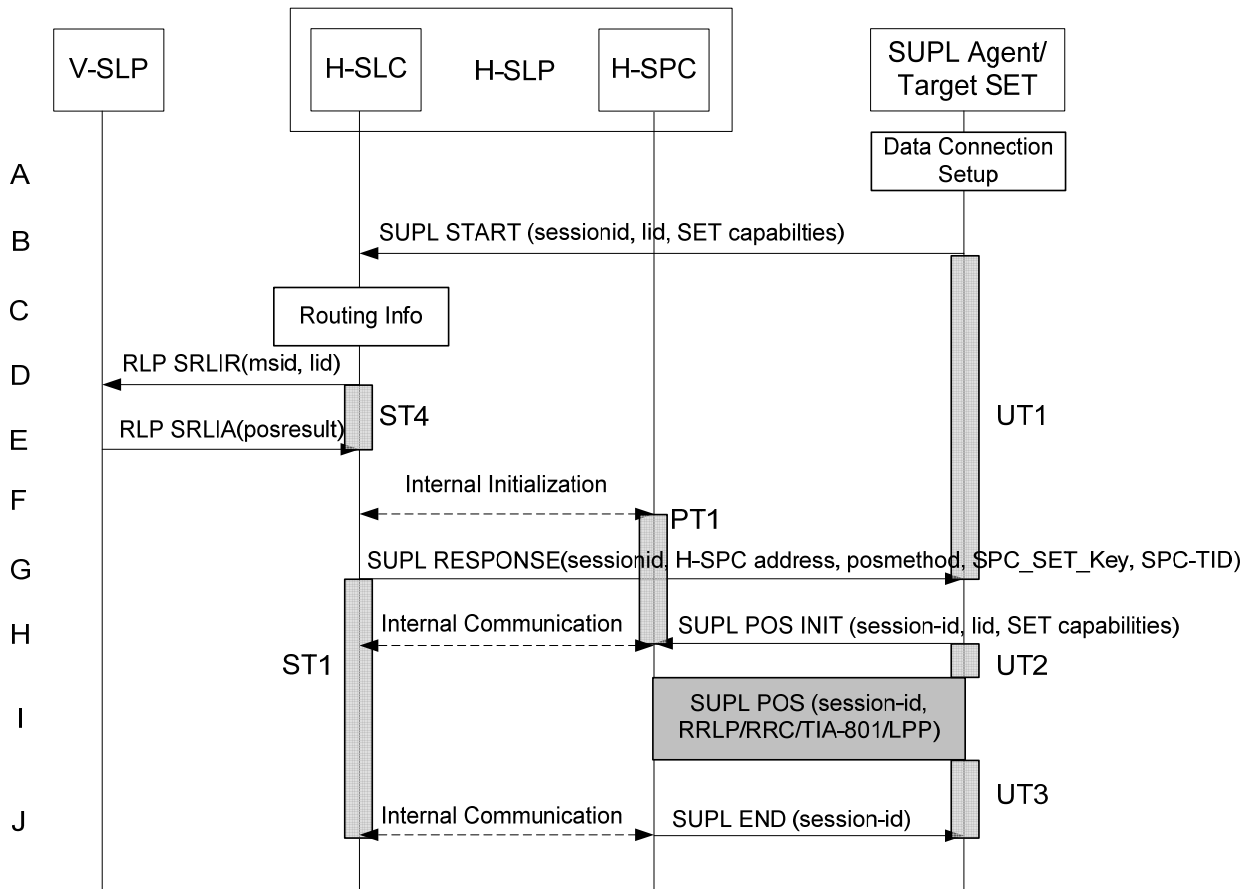 V-SLP
H-SLC
H-SLP
H-SPC
SUPL Agent/
Target SET
A
Data Connection
Setup
B
SUPL START (sessionid, lid, SET capabilties)
C
Routing Info
D
RLP SRLIR(msid, lid)
ST4
UT1
E
RLP SRLIA(posresult)
F
Internal Initialization
PT1
G
SUPL RESPONSE(sessionid, H-SPC address, posmethod, SPC_SET_Key, SPC-TID)
H
Internal Communication
SUPL POS INIT (session-id, lid, SET capabilities)
ST1
UT2
I
SUPL POS (session-id,
RRLP/RRC/TIA-801/LPP)
UT3
J
Internal Communication
SUPL END (session-id)